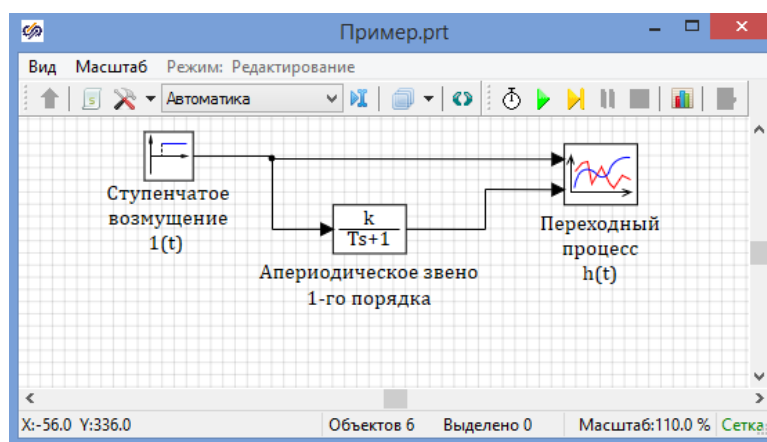 Пример.prt
Вид Масштаб Режим: Редактирование
Автоматика
Ступенчатое
возмущение
1(t)
k
Ts+1
Апериодическое звено
1-го порядка
Переходный
процесс
h(t)
X:-56.0 Y:336.0 Объектов 6 Выделено 0 Масштаб:110.0 % Сетка: